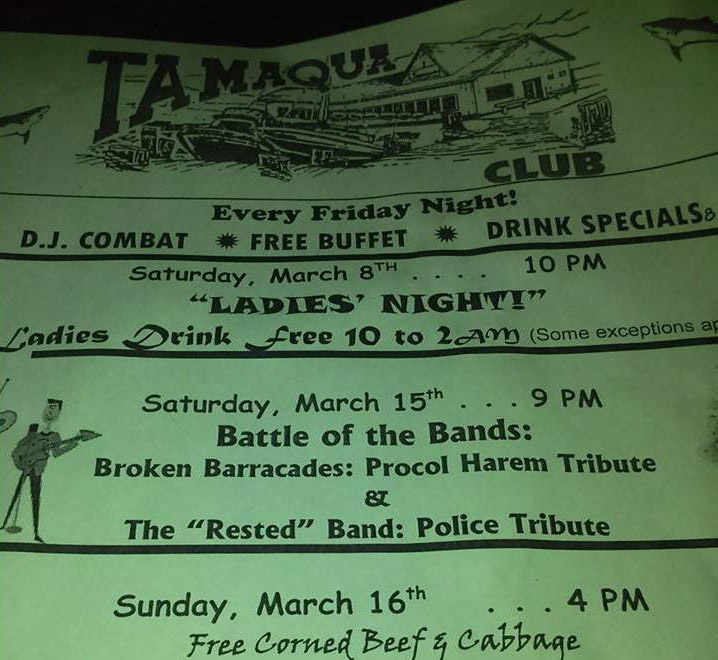 TAMAQUA
CLUB
Every Friday Night!
D.J. COMBAT ✹ FREE BUFFET ✹ DRINK SPECIALS &
Saturday, March 8TH . . . . 10 PM
"LADIES' NIGHT!"
Ladies Drink Free 10 to 2AM (Some exceptions
Saturday, March 15th . . . 9 PM
Battle of the Bands:
Broken Barracades: Procol Harem Tribute
&
The "Rested" Band: Police Tribute
Sunday, March 16th . . . 4 PM
Free Corned Beef & Cabbage